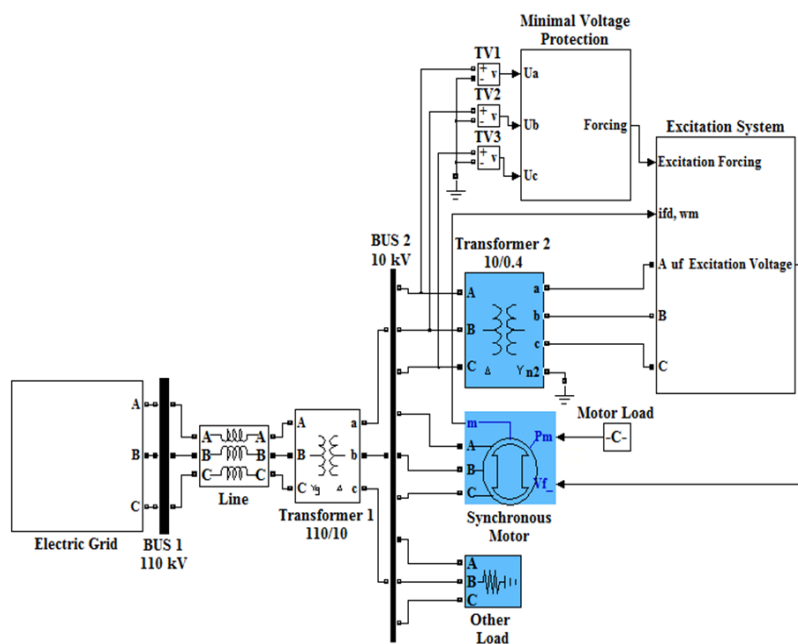 Minimal Voltage
Protection
TV1
+
-
v
Ua
TV2
+
-
v
Ub
Forcing
TV3
+
-
v
Uc
Excitation System
Excitation Forcing
ifd, wm
A uf Excitation Voltage
B
C
BUS 2
10 kV
Transformer 2
10/0.4
A
B
C
a
b
c
n2
Δ
Y
Electric Grid
A
B
C
BUS 1
110 kV
A A
B B
C C
Line
A
B
C
a
b
c
Yg
Δ
Transformer 1
110/10
m
A
B
C
Pm
Vf_
Synchronous
Motor
Motor Load
-C-
A
B
C
Other
Load